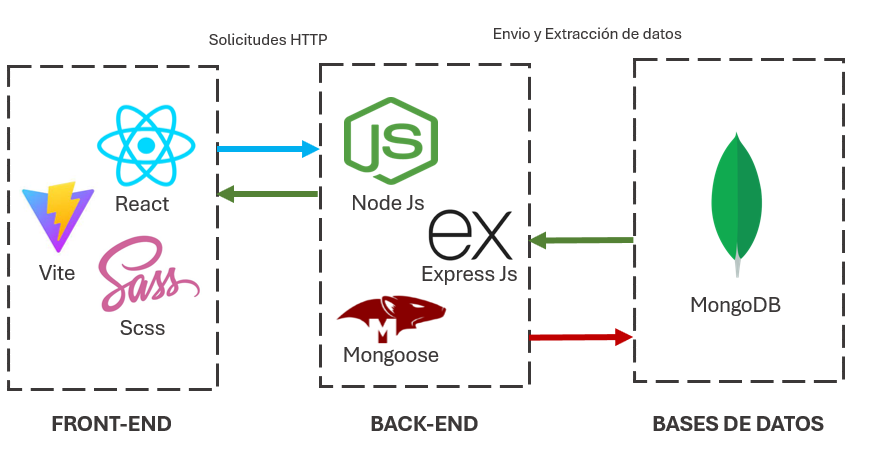 Solicitudes HTTP
Envio y Extracción de datos
React
Vite
Sass
Scss
JS
Node Js
ex
Express Js
M
Mongoose
MongoDB
FRONT-END
BACK-END
BASES DE DATOS